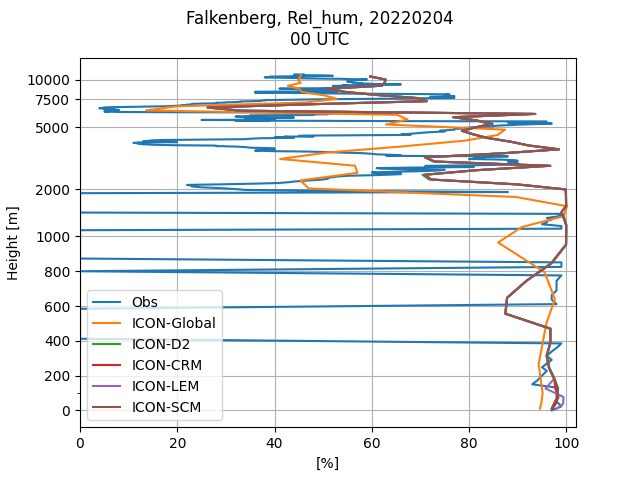 Falkenberg, Rel_hum, 20220204
00 UTC
10000
7500
5000
2000
1000
800
600
400
200
0
Height [m]
Obs
ICON-Global
ICON-D2
ICON-CRM
ICON-LEM
ICON-SCM
0 20 40 60 80 100
[%]